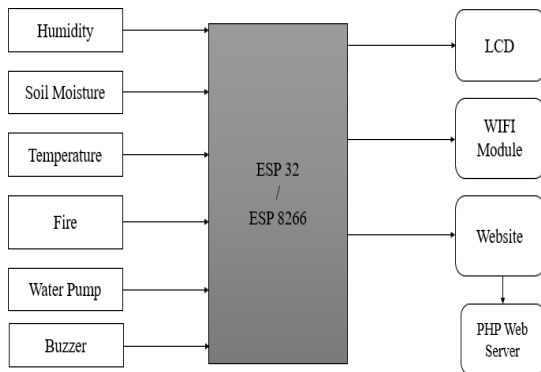 Humidity
Soil Moisture
Temperature
Fire
Water Pump
Buzzer
ESP 32
/
ESP 8266
LCD
WIFI
Module
Website
PHP Web
Server